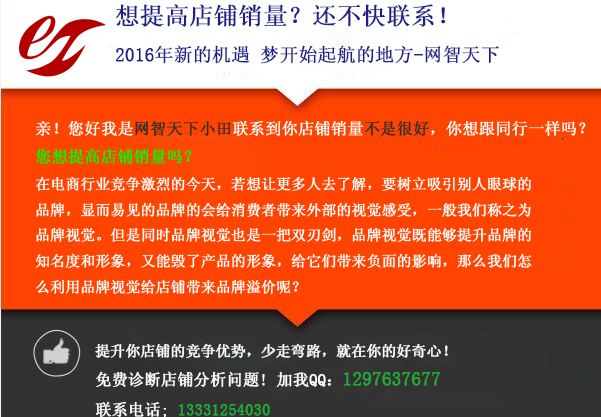 想提高店铺销量？还不快联系！
2016年新的机遇 梦开始起航的地方-网智天下
亲！您好我是网智天下小田联系到你店铺销量不是很好，你想跟同行一样吗？
您想提高店铺销量吗？
在电商行业竞争激烈的今天，若想让更多人去了解，要树立吸引别人眼球的
品牌，显而易见的品牌的会给消费者带来外部的视觉感受，一般我们称之为
品牌视觉。但是同时品牌视觉也是一把双刃剑，品牌视觉既能够提升品牌的
知名度和形象，又能毁了产品的形象，给它们带来负面的影响，那么我们怎
么利用品牌视觉给店铺带来品牌溢价呢？
提升你店铺的竞争优势，少走弯路，就在你的好奇心！
免费诊断店铺分析问题！加我QQ：1297637677
联系电话；13331254030